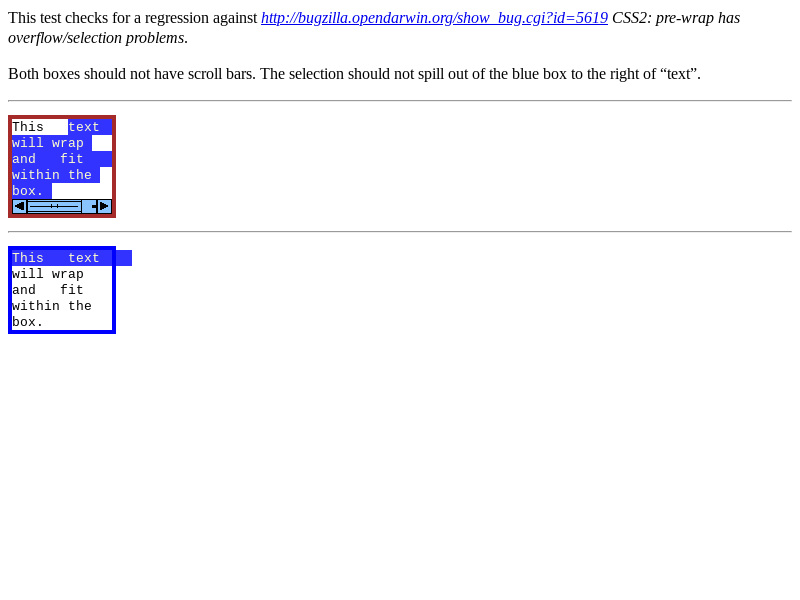 This test checks for a regression against http://bugzilla.opendarwin.org/show_bug.cgi?id=5619 CSS2: pre-wrap has
overflow/selection problems.
Both boxes should not have scroll bars. The selection should not spill out of the blue box to the right of “text”.
This   text
will wrap
and   fit
within the
box.
This   text
will wrap
and   fit
within the
box.